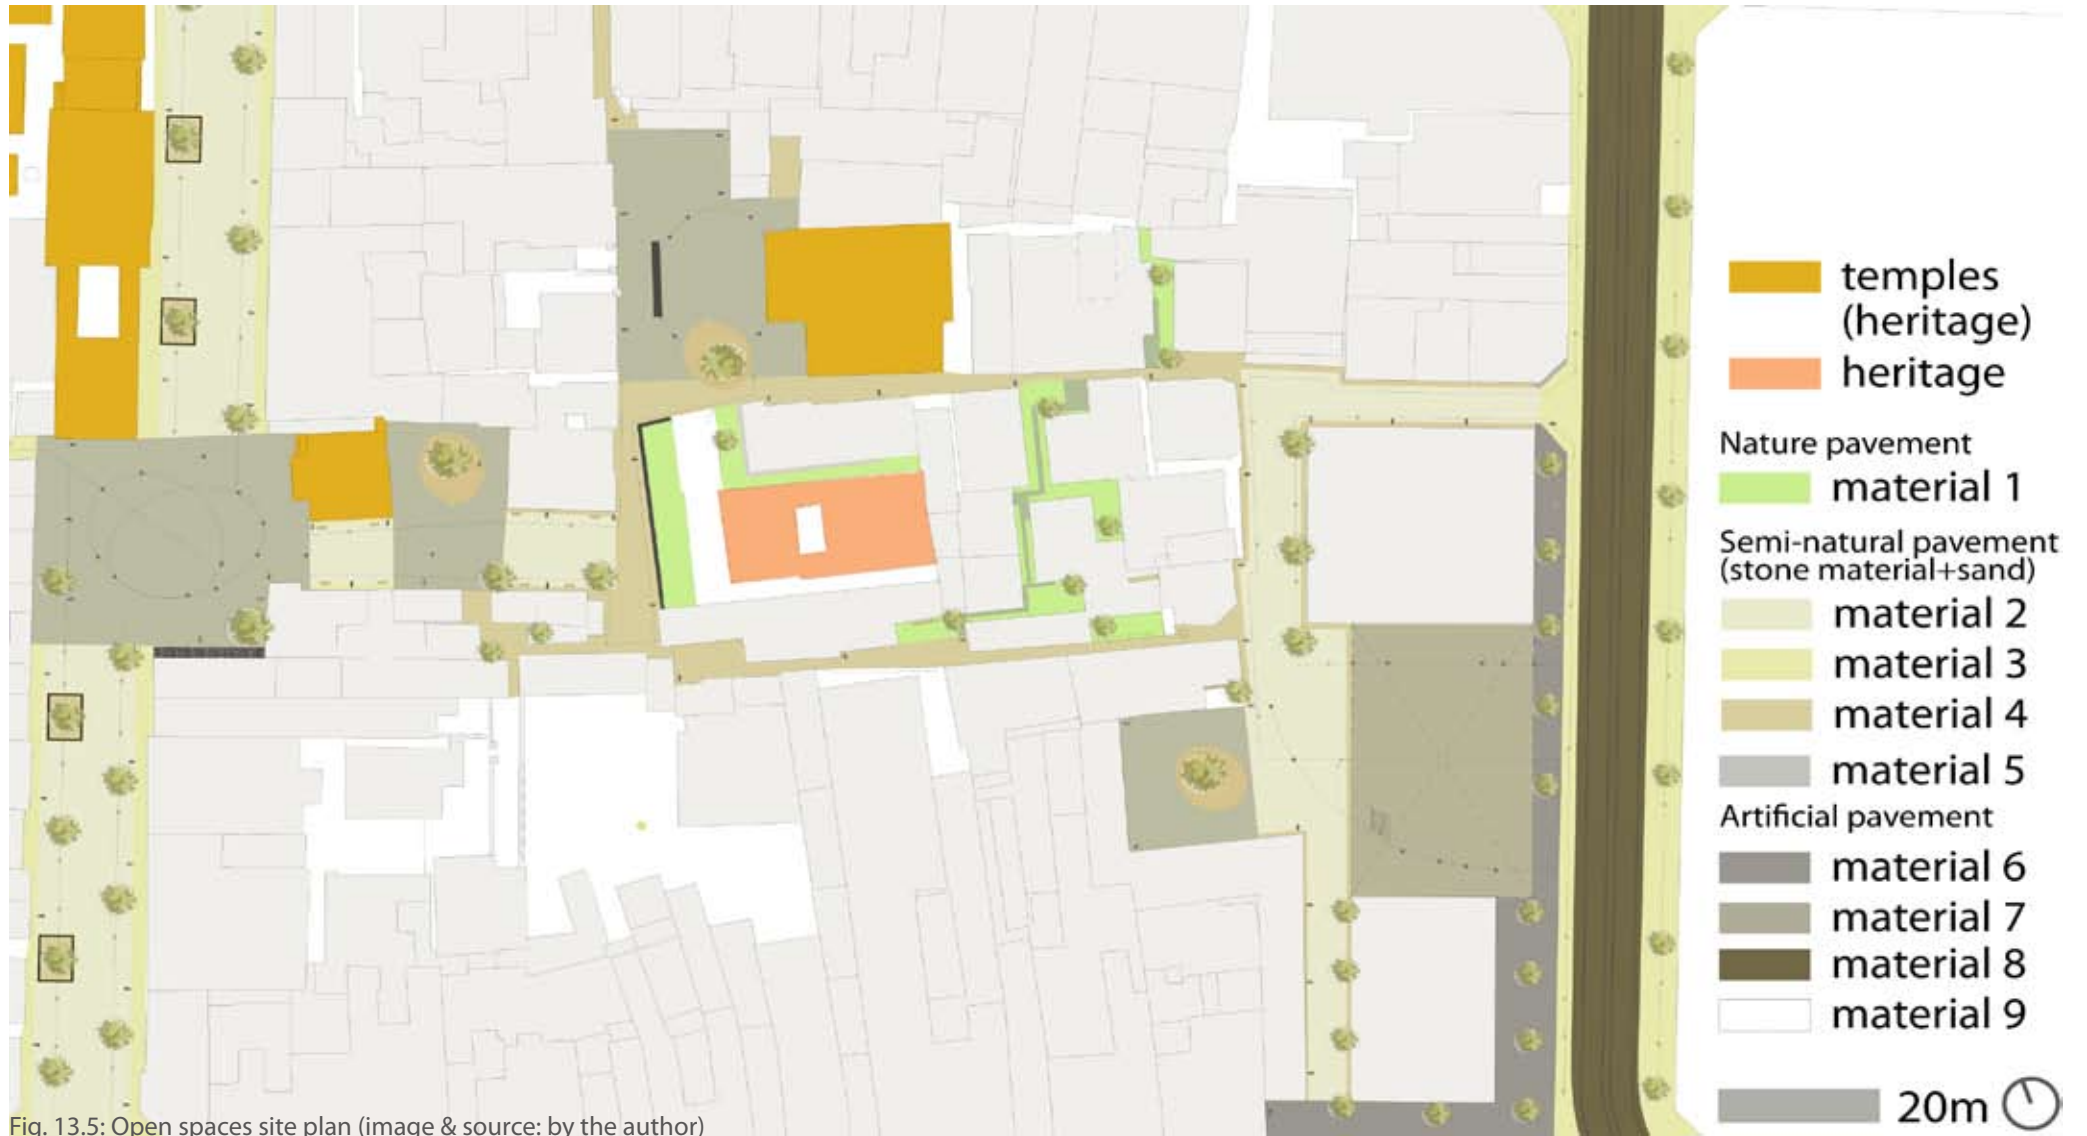 temples
(heritage)
heritage
Nature pavement
material 1
Semi-natural pavement
(stone material+sand)
material 2
material 3
material 4
material 5
Artificial pavement
material 6
material 7
material 8
material 9
20m
Fig. 13.5: Open spaces site plan (image & source: by the author)